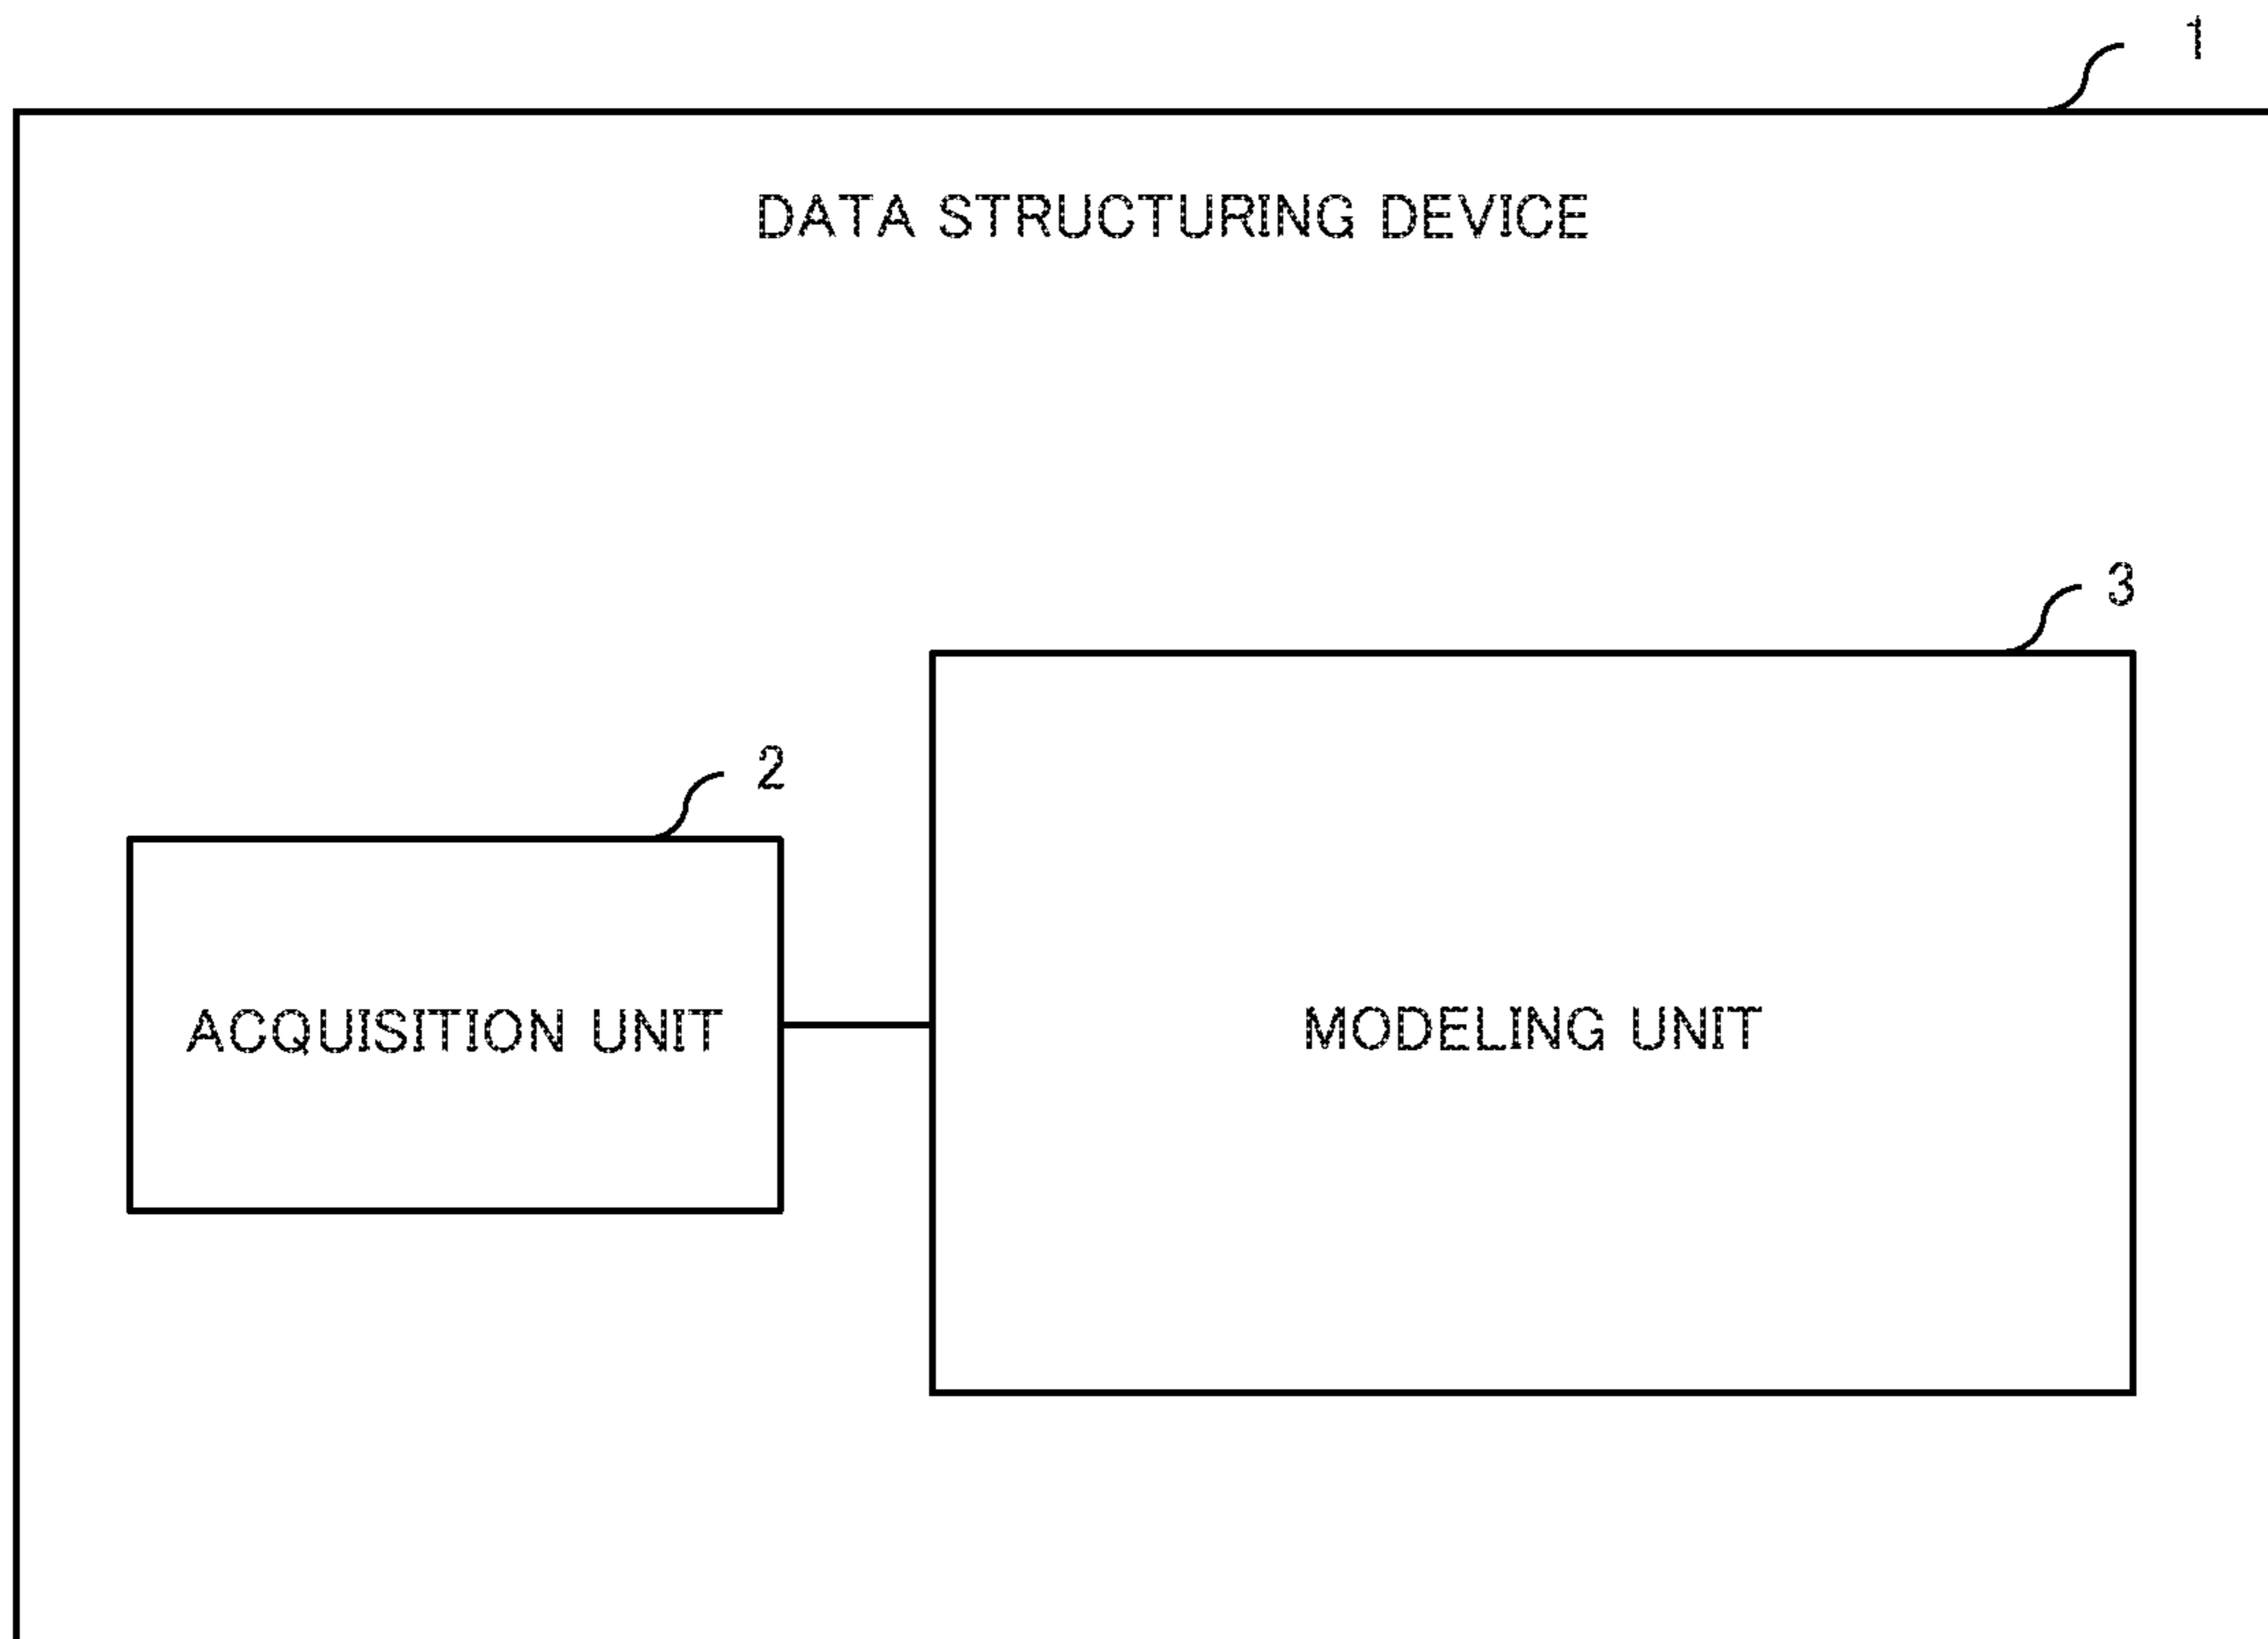 1
DATA STRUCTURING DEVICE
3
2
ACQUISITION UNIT
MODELING UNIT